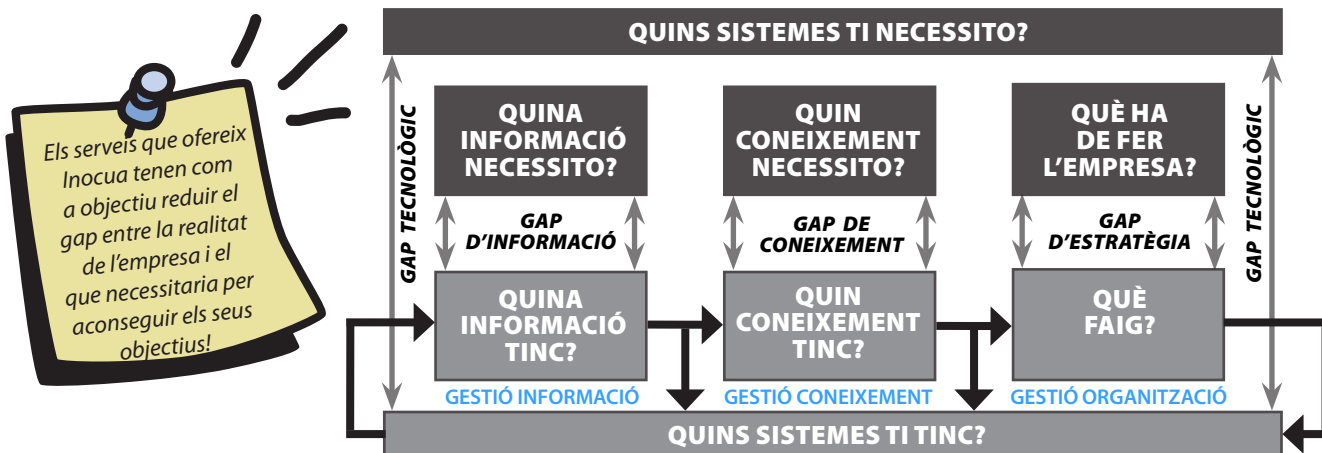 Els serveis que ofereix
Inocua tenen com
a objectiu reduir el
gap entre la realitat
de l'empresa i el
que necessitaria per
aconseguir els seus
objectius!
QUINS SISTEMES TI NECESSITO?
GAP TECNOLÒGIC
QUINA
INFORMACIÓ
NECESSITO?
QUIN
CONEIXEMENT
NECESSITO?
QUÈ HA
DE FER
L'EMPRESA?
GAP TECNOLÒGIC
GAP
D'INFORMACIÓ
GAP DE
CONEIXEMENT
GAP
D'ESTRATÈGIA
QUINA
INFORMACIÓ
TINC?
QUIN
CONEIXEMENT
TINC?
QUÈ
FAIG?
GESTIÓ INFORMACIÓ
GESTIÓ CONEIXEMENT
GESTIÓ ORGANITZACIÓ
QUINS SISTEMES TI TINC?